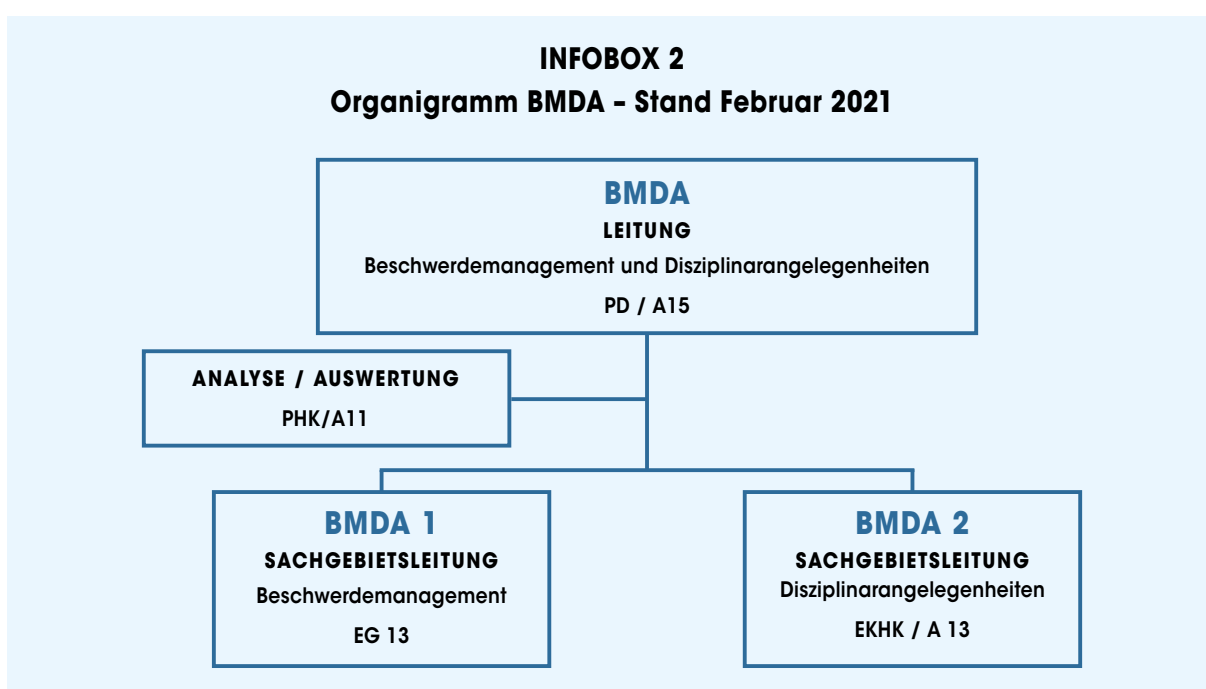 INFOBOX 2
Organigramm BMDA – Stand Februar 2021
BMDA
LEITUNG
Beschwerdemanagement und Disziplinarangelegenheiten
PD / A15
ANALYSE / AUSWERTUNG
PHK/A11
BMDA 1
SACHGEBIETSLEITUNG
Beschwerdemanagement
EG 13
BMDA 2
SACHGEBIETSLEITUNG
Disziplinarangelegenheiten
EKHK / A 13